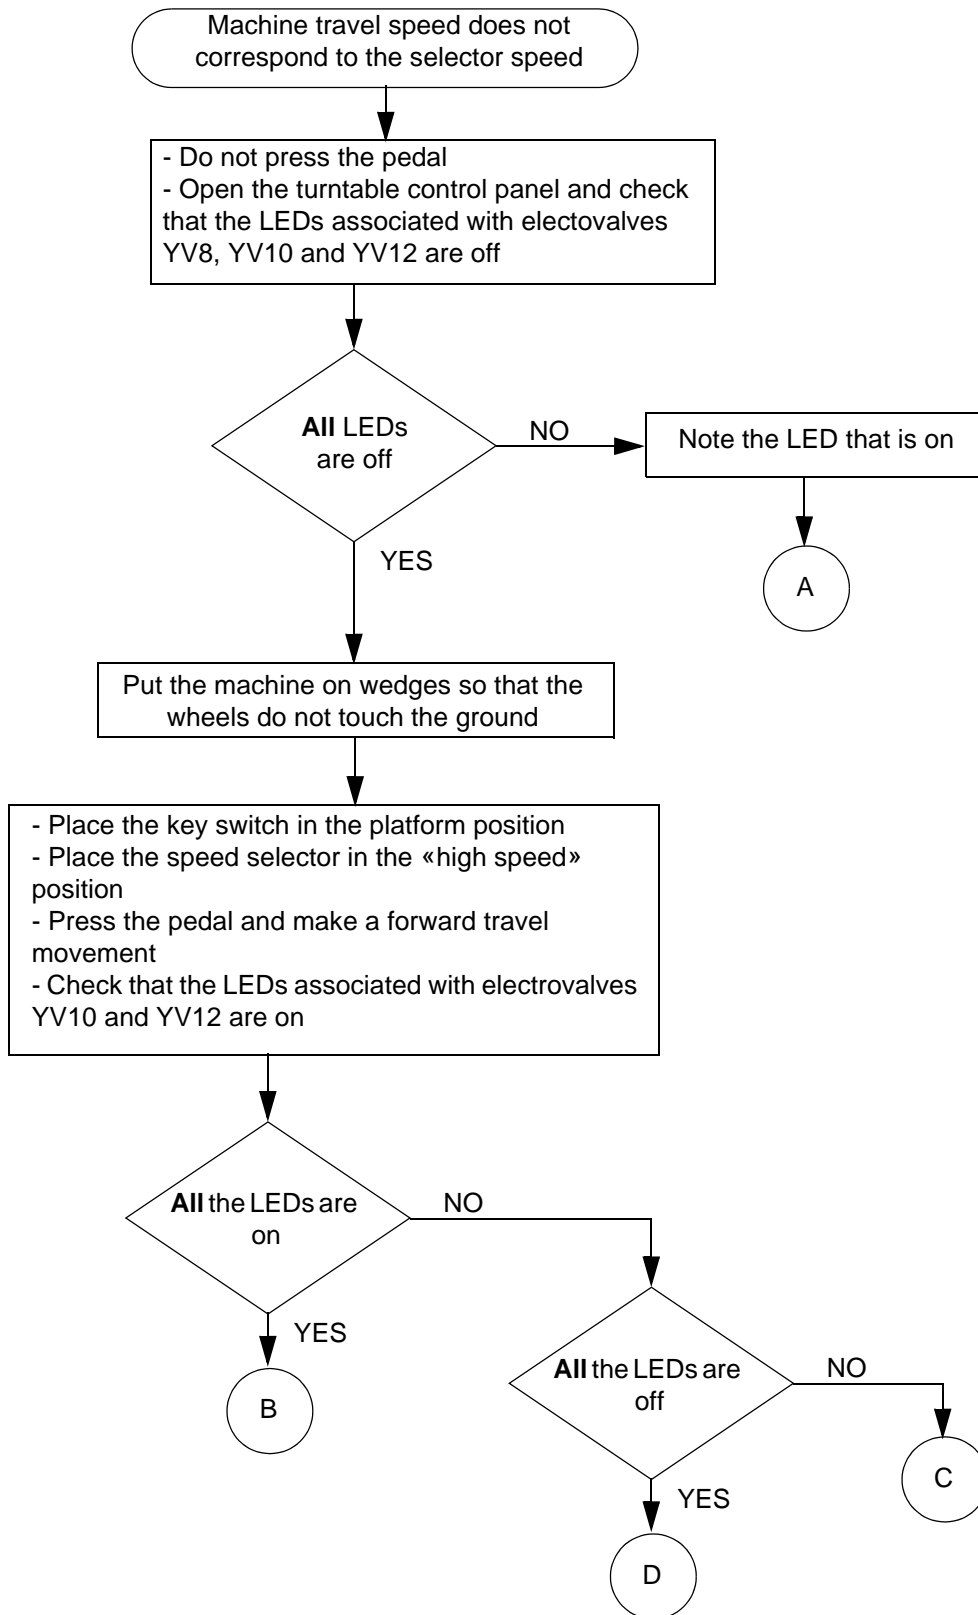 Machine travel speed does not
correspond to the selector speed
- Do not press the pedal
- Open the turntable control panel and check
that the LEDs associated with electovalves
YV8, YV10 and YV12 are off
All LEDs
are off
NO
Note the LED that is on
YES
A
Put the machine on wedges so that the
wheels do not touch the ground
- Place the key switch in the platform position
- Place the speed selector in the «high speed»
position
- Press the pedal and make a forward travel
movement
- Check that the LEDs associated with electrovalves
YV10 and YV12 are on
All the LEDs are
on
NO
YES
B
All the LEDs are
off
NO
C
YES
D